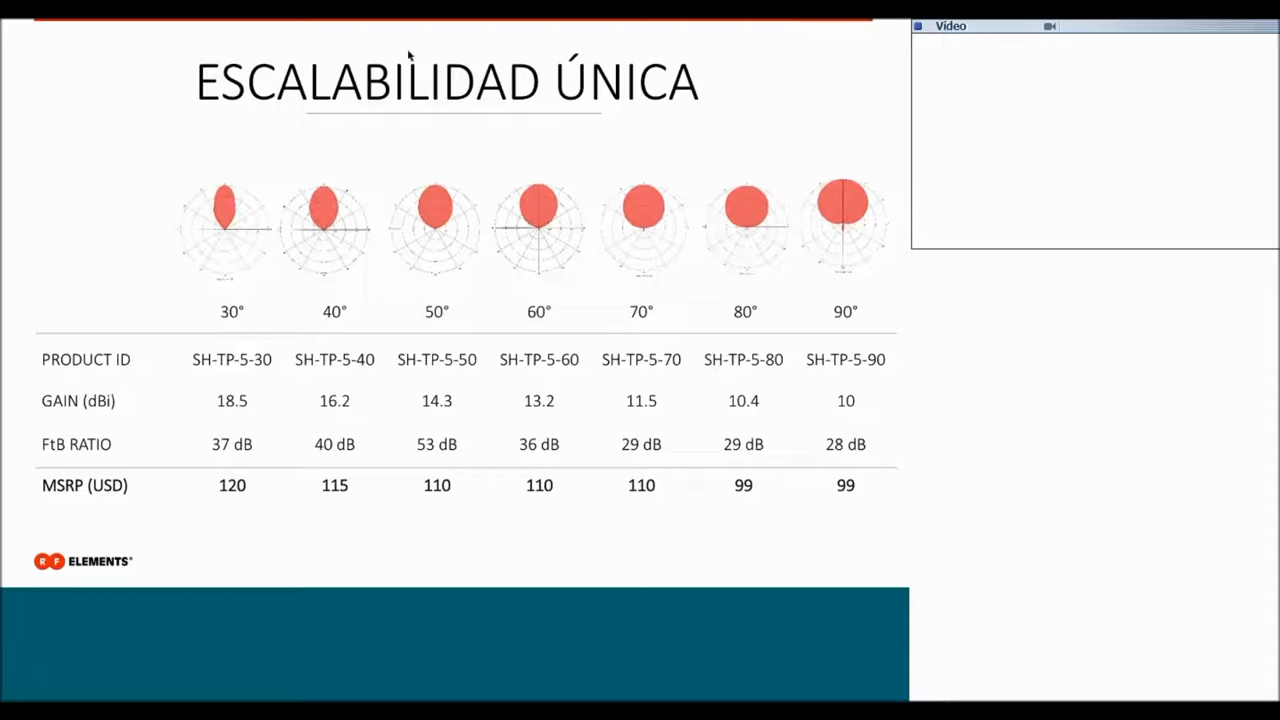 Vídeo
ESCALABILIDAD ÚNICA
30° 40° 50° 60° 70° 80° 90°
PRODUCT ID SH-TP-5-30 SH-TP-5-40 SH-TP-5-50 SH-TP-5-60 SH-TP-5-70 SH-TP-5-80 SH-TP-5-90
GAIN (dBi) 18.5 16.2 14.3 13.2 11.5 10.4 10
FtB RATIO 37 dB 40 dB 53 dB 36 dB 29 dB 29 dB 28 dB
MSRP (USD) 120 115 110 110 110 99 99
RF ELEMENTS